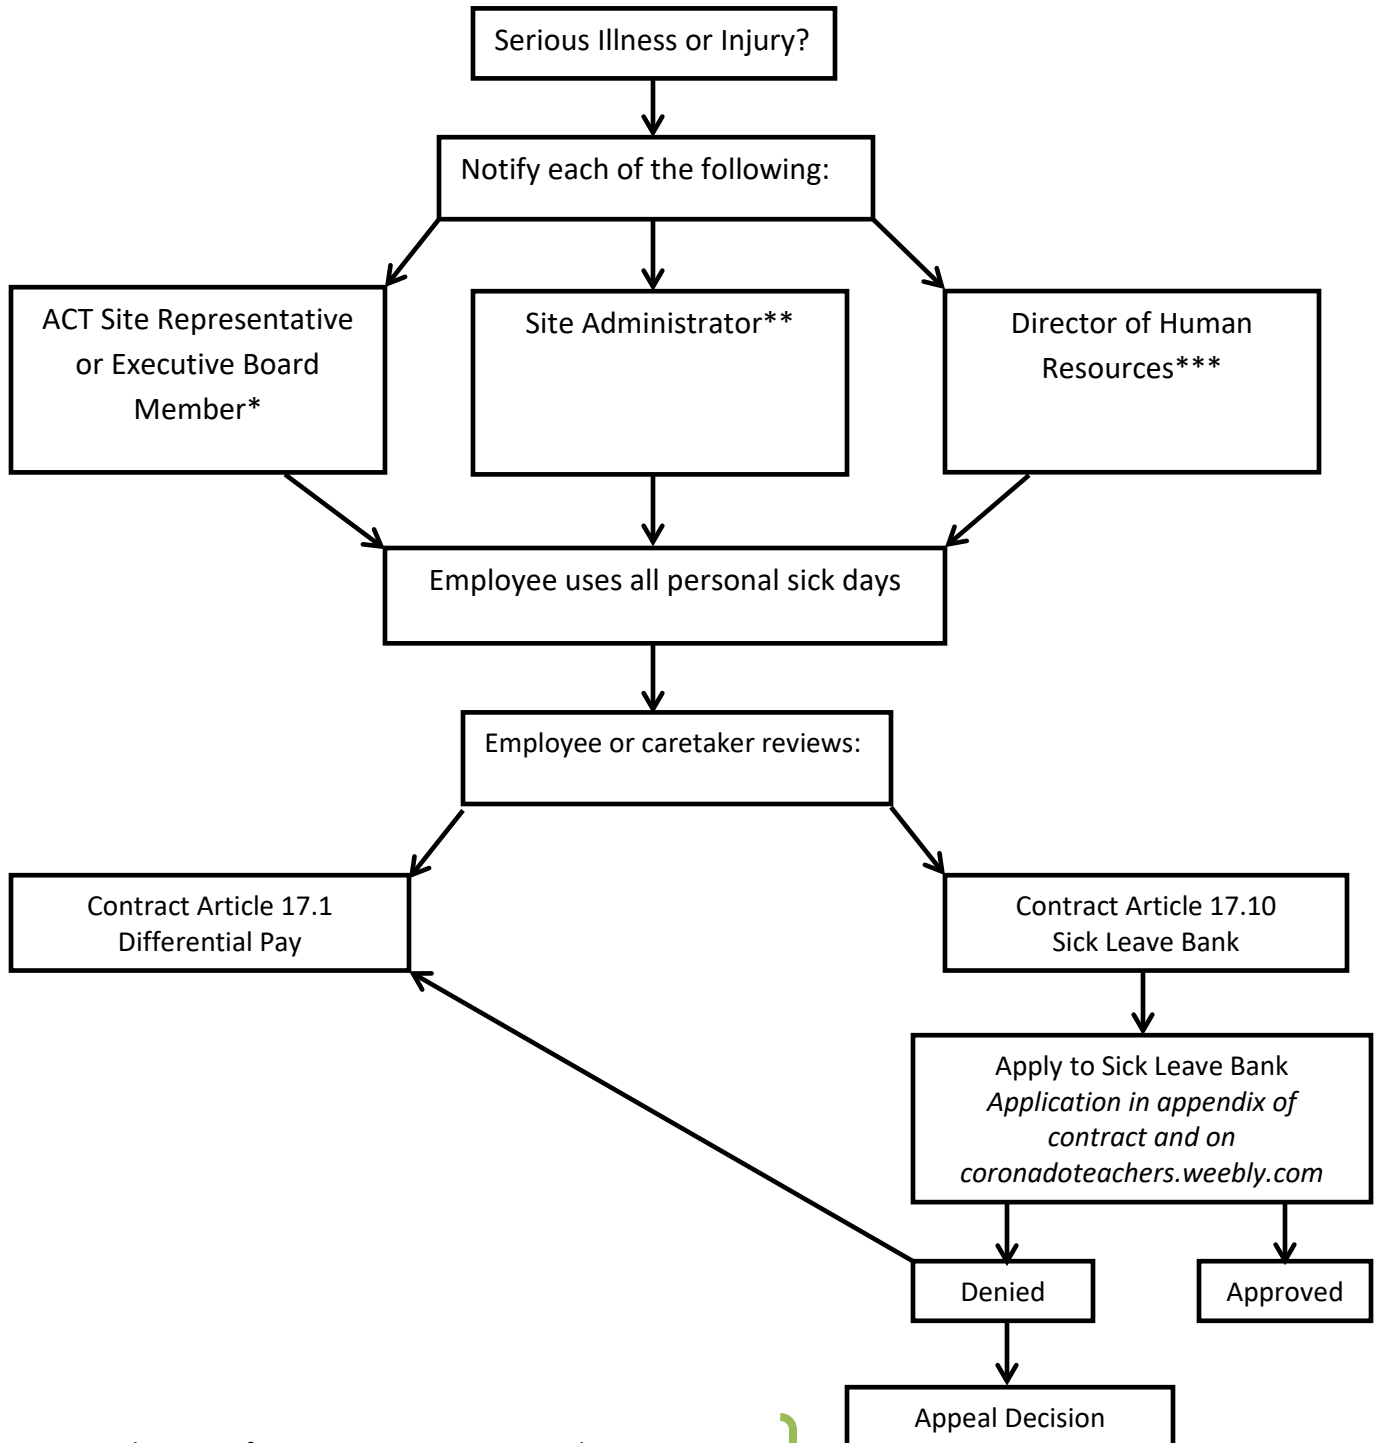 Serious Illness or Injury?
Notify each of the following:
ACT Site Representative
or Executive Board
Member*
Site Administrator**
Director of Human
Resources***
Employee uses all personal sick days
Employee or caretaker reviews:
Contract Article 17.1
Differential Pay
Contract Article 17.10
Sick Leave Bank
Apply to Sick Leave Bank
Application in appendix of
contract and on
coronadoteachers.weebly.com
Denied
Approved
Appeal Decision